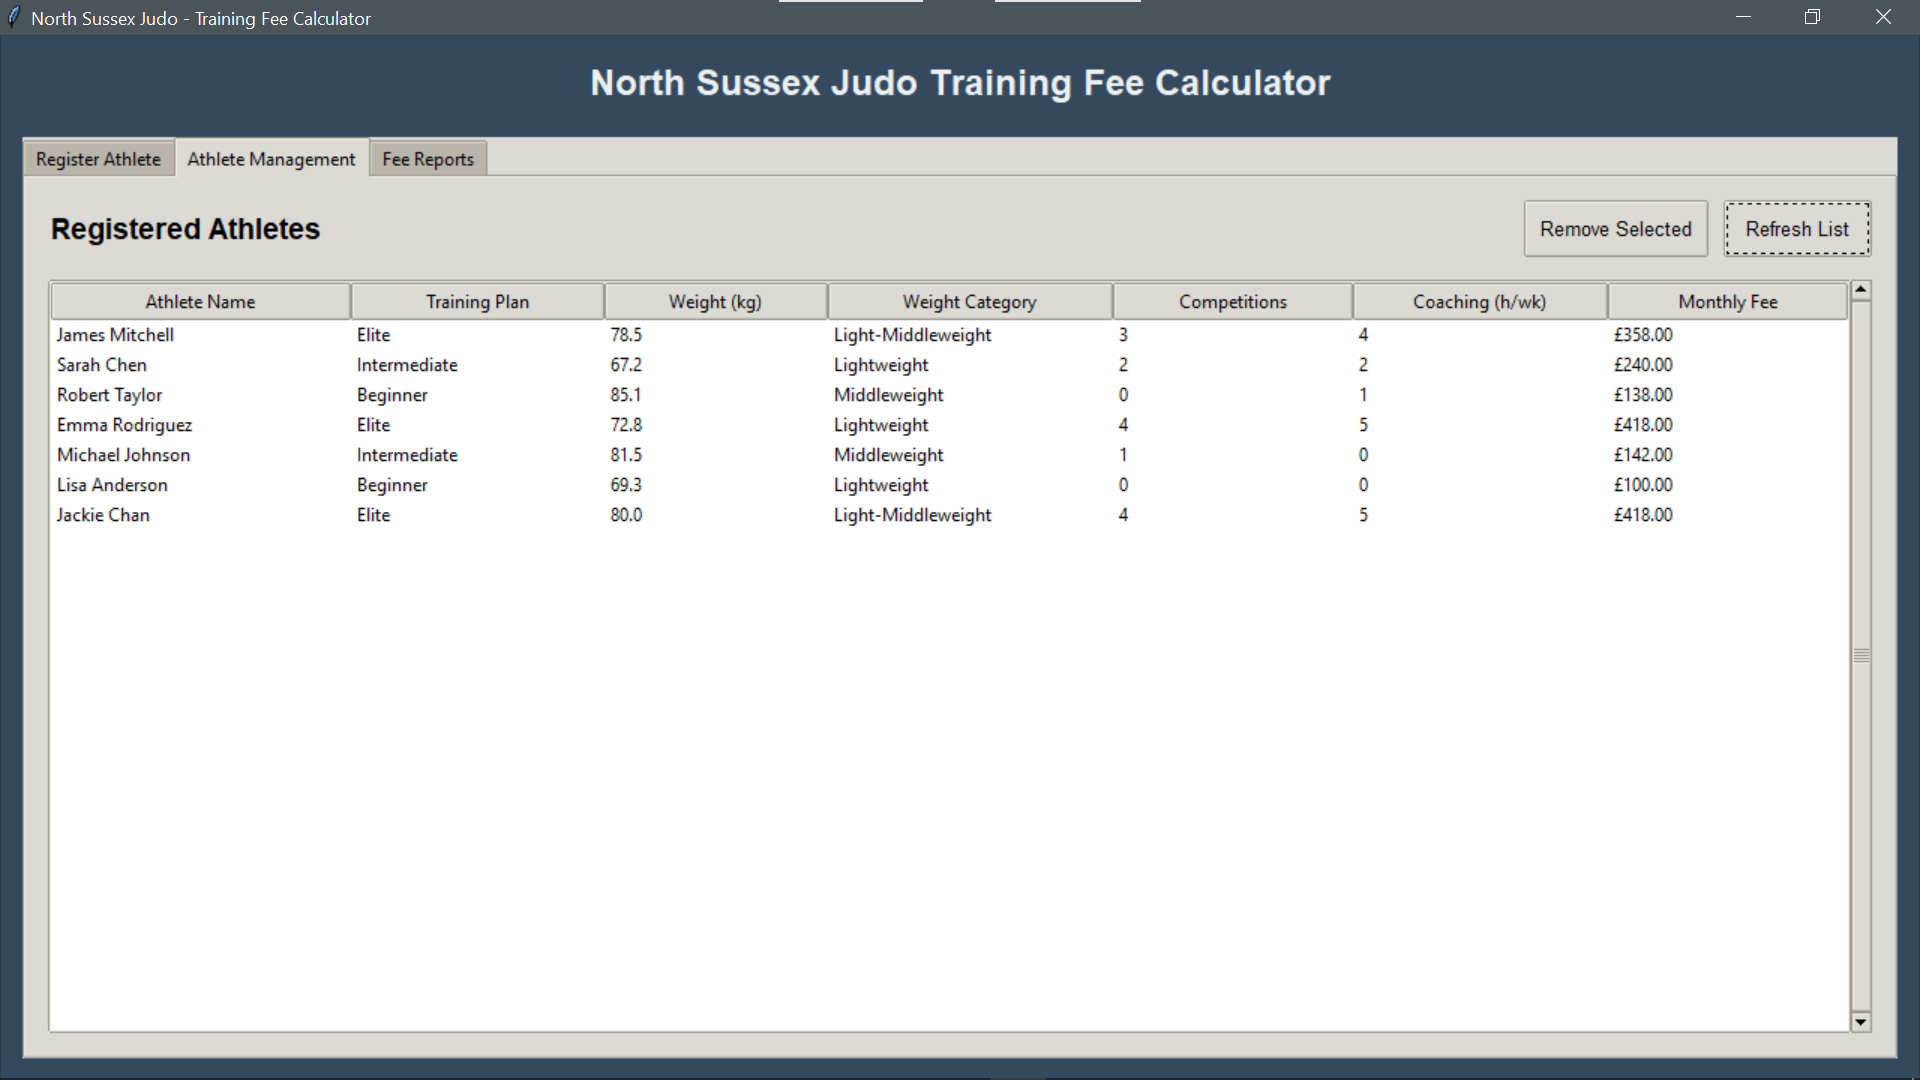 North Sussex Judo - Training Fee Calculator
North Sussex Judo Training Fee Calculator
Register Athlete Athlete Management Fee Reports
Registered Athletes Remove Selected Refresh List
Athlete Name Training Plan Weight (kg) Weight Category Competitions Coaching (h/wk) Monthly Fee
James Mitchell Elite 78.5 Light-Middleweight 3 4 £358.00
Sarah Chen Intermediate 67.2 Lightweight 2 2 £240.00
Robert Taylor Beginner 85.1 Middleweight 0 1 £138.00
Emma Rodriguez Elite 72.8 Lightweight 4 5 £418.00
Michael Johnson Intermediate 81.5 Middleweight 1 0 £142.00
Lisa Anderson Beginner 69.3 Lightweight 0 0 £100.00
Jackie Chan Elite 80.0 Light-Middleweight 4 5 £418.00